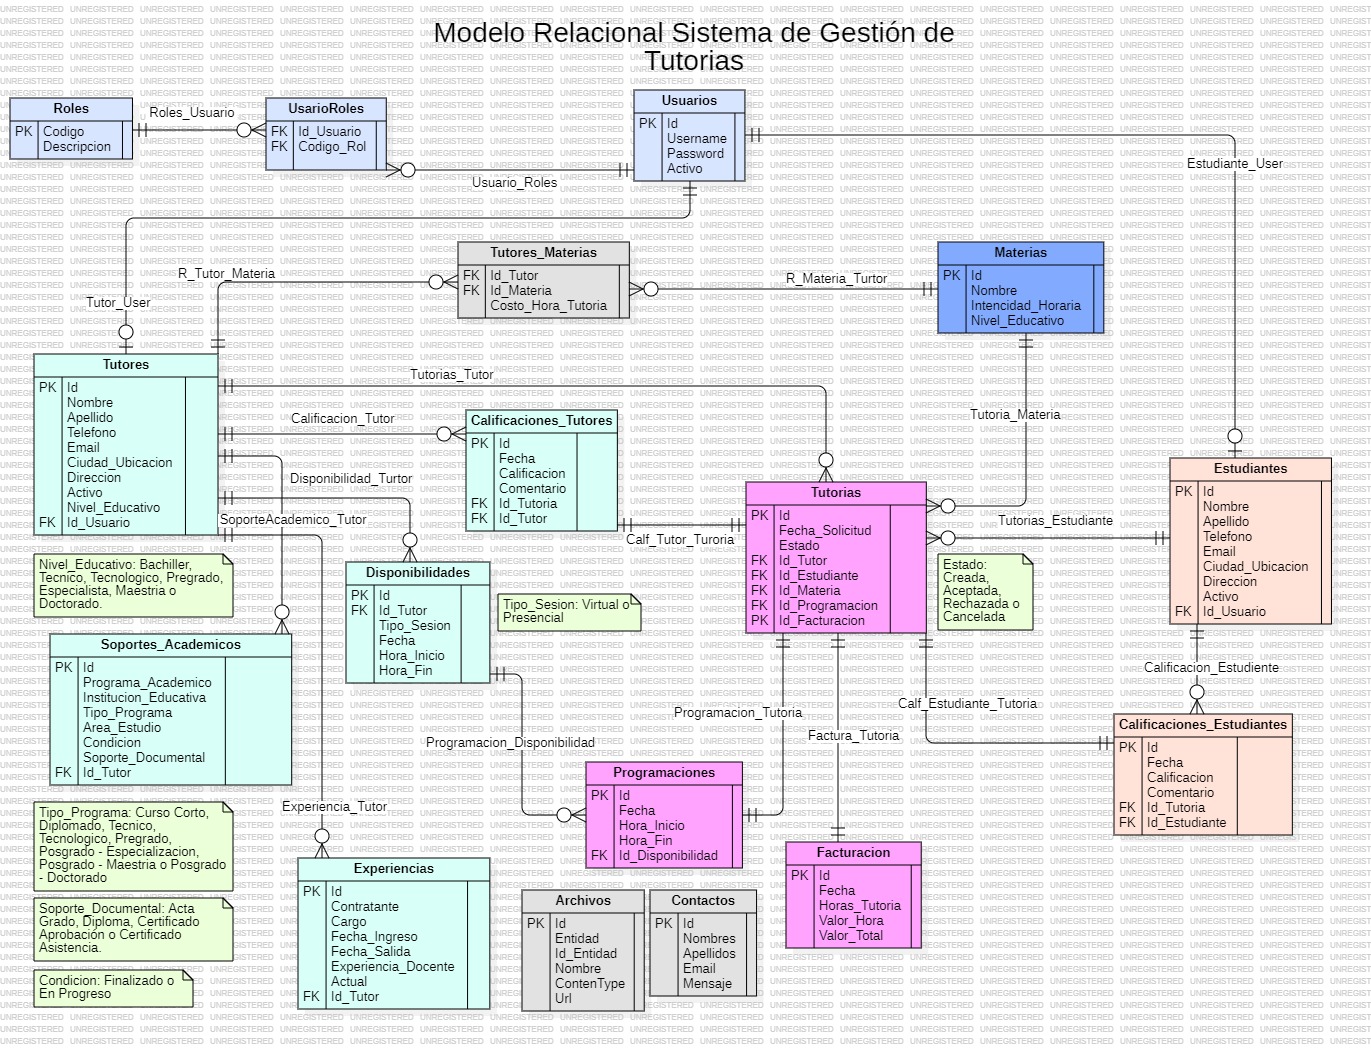 Modelo Relacional Sistema de Gestión de
Tutorias
Roles
PK Codigo
Descripcion
Roles_Usuario
UsarioRoles
FK Id_Usuario
FK Codigo_Rol
Usuario_Roles
Usuarios
PK Id
Username
Password
Activo
Estudiante_User
Tutor_User
R_Tutor_Materia
Tutores_Materias
FK Id_Tutor
FK Id_Materia
Costo_Hora_Tutoria
R_Materia_Turtor
Materias
PK Id
Nombre
Intencidad_Horaria
Nivel_Educativo
Tutores
PK Id
Nombre
Apellido
Telefono
Email
Ciudad_Ubicacion
Direccion
Activo
Nivel_Educativo
FK Id_Usuario
Tutorias_Tutor
Calificacion_Tutor
Disponibilidad_Turtor
SoporteAcademico_Tutor
Calificaciones_Tutores
PK Id
Fecha
Calificacion
Comentario
FK Id_Tutoria
FK Id_Tutor
Calf_Tutor_Turoria
Tutoria_Materia
Tutorias
PK Id
Fecha_Solicitud
Estado
FK Id_Tutor
FK Id_Estudiante
FK Id_Materia
FK Id_Programacion
PK Id_Facturacion
Tutorias_Estudiante
Estado:
Creada,
Aceptada,
Rechazada o
Cancelada
Estudiantes
PK Id
Nombre
Apellido
Telefono
Email
Ciudad_Ubicacion
Direccion
Activo
FK Id_Usuario
Nivel_Educativo: Bachiller,
Tecnico, Tecnologico, Pregrado,
Especialista, Maestria o
Doctorado.
Disponibilidades
PK Id
FK Id_Tutor
Tipo_Sesion
Fecha
Hora_Inicio
Hora_Fin
Tipo_Sesion: Virtual o
Presencial
Soportes_Academicos
PK Id
Programa_Academico
Institucion_Educativa
Tipo_Programa
Area_Estudio
Condicion
Soporte_Documental
FK Id_Tutor
Calificacion_Estudiente
Programacion_Tutoria
Calf_Estudiante_Tutoria
Factura_Tutoria
Programacion_Disponibilidad
Calificaciones_Estudiantes
PK Id
Fecha
Calificacion
Comentario
FK Id_Tutoria
FK Id_Estudiante
Programaciones
PK Id
Fecha
Hora_Inicio
Hora_Fin
FK Id_Disponibilidad
Tipo_Programa: Curso Corto,
Diplomado, Tecnico,
Tecnologico, Pregrado,
Posgrado - Especializacion,
Posgrado - Maestria o Posgrado
- Doctorado
Experiencia_Tutor
Experiencias
PK Id
Contratante
Cargo
Fecha_Ingreso
Fecha_Salida
Experiencia_Docente
Actual
FK Id_Tutor
Facturacion
PK Id
Fecha
Horas_Tutoria
Valor_Hora
Valor_Total
Soporte_Documental: Acta
Grado, Diploma, Certificado
Aprobación o Certificado
Asistencia.
Archivos
PK Id
Entidad
Id_Entidad
Nombre
ContenType
Url
Contactos
PK Id
Nombres
Apellidos
Email
Mensaje
Condicion: Finalizado o
En Progreso
UNREGISTERED